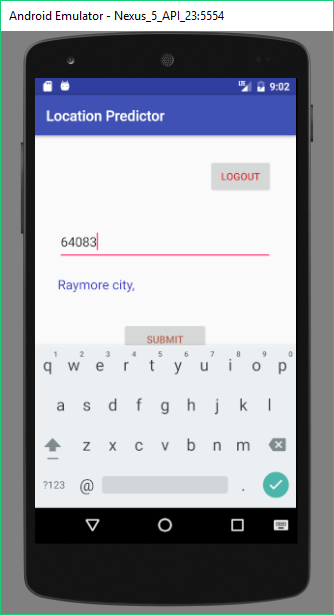 Android Emulator - Nexus_5_API_23:5554
LTE 9:02
Location Predictor
LOGOUT
64083
Raymore city,
SUBMIT
1 2 3 4 5 6 7 8 9 0
q w e r t y u i o p
a s d f g h j k l
z x c v b n m
?123 @ .